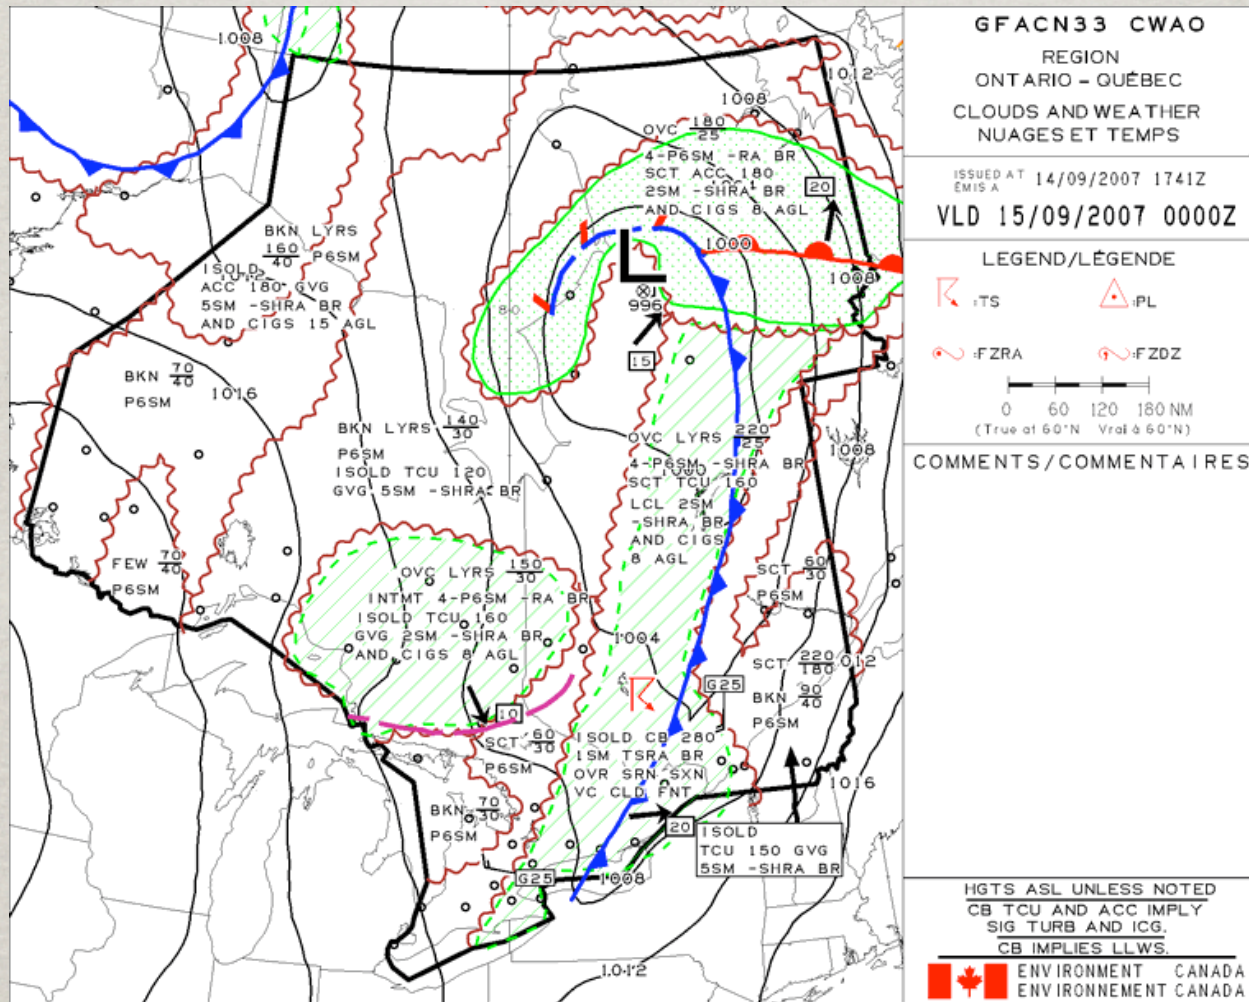 1008
1012
1008
OVC 180/25
4-P6SM -RA BR
SCT ACC 180
2SM -SHRA BR
AND CIGS 8 AGL
20
BKN LYRS
160/40 P6SM
ISOLD
ACC 180 GVG
5SM -SHRA BR
AND CIGS 15 AGL
1000
1008
L
996
80
15
BKN 70/40
P6SM
1016
BKN LYRS 140/30
P6SM
ISOLD TCU 120
GVG 5SM -SHRA BR
OVC LYRS 220/25
4-P6SM -SHRA BR
SCT TCU 160
LCL 2SM
-SHRA BR
AND CIGS
8 AGL
1008
FEW 70/40
P6SM
OVC LYRS 150/30
INTMT 4-P6SM -RA BR
ISOLD TCU 160
GVG 2SM -SHRA BR
AND CIGS 8 AGL
SCT 60/30
P6SM
1004
SCT 220/180
BKN 90/40
P6SM
012
G25
10
SCT 60/30
P6SM
ISOLD CB 280
1SM TSRA BR
OVR SRN SXN
VC CLD FNT
1016
BKN 70/30
P6SM
20
ISOLD
TCU 150 GVG
5SM -SHRA BR
G25
1008
1012
GFACN33 CWAO
REGION
ONTARIO - QUÉBEC
CLOUDS AND WEATHER
NUAGES ET TEMPS
ISSUED AT
ÉMIS A
14/09/2007 1741Z
VLD 15/09/2007 0000Z
LEGEND/LÉGENDE
:TS
:PL
:FZRA
:FZDZ
0 60 120 180 NM
(True at 60°N Vrai à 60°N)
COMMENTS/COMMENTAIRES
HGTS ASL UNLESS NOTED
CB TCU AND ACC IMPLY
SIG TURB AND ICG.
CB IMPLIES LLWS.
ENVIRONMENT CANADA
ENVIRONNEMENT CANADA